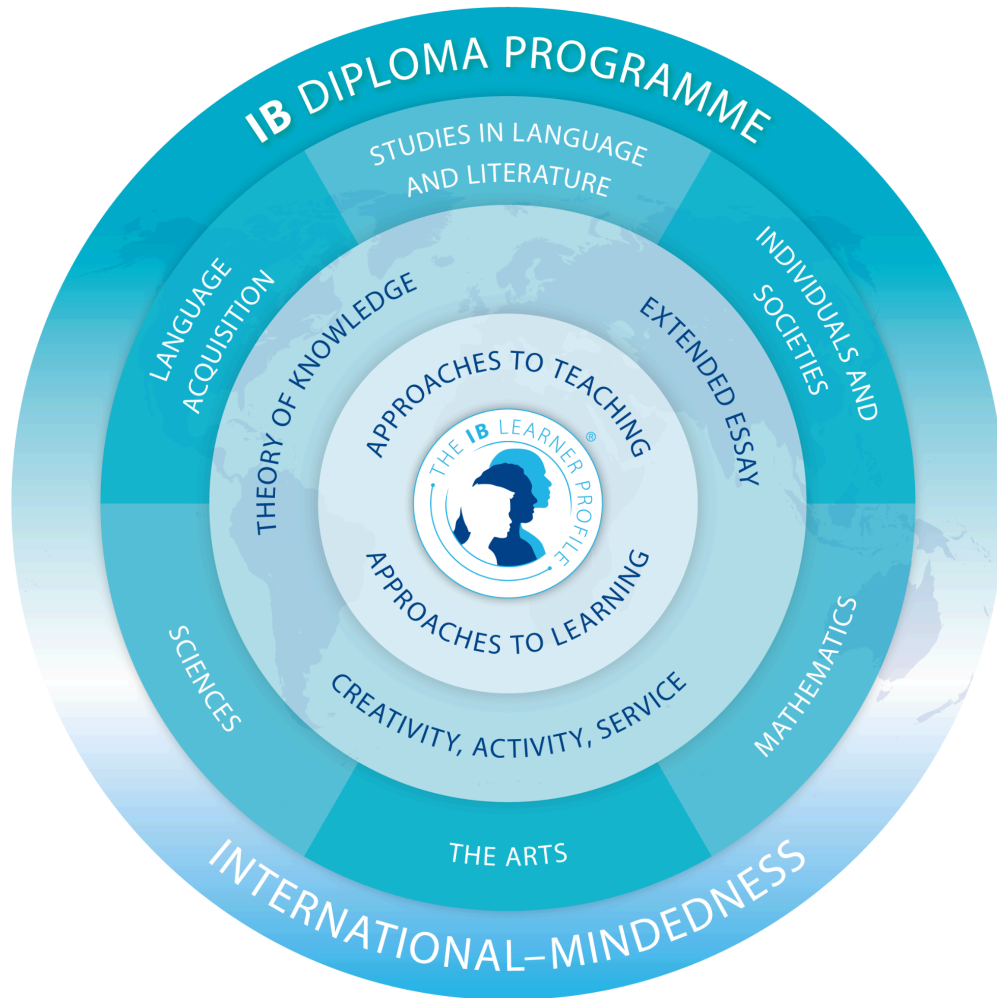 IB DIPLOMA PROGRAMME
STUDIES IN LANGUAGE
AND LITERATURE
LANGUAGE
ACQUISITION
INDIVIDUALS AND
SOCIETIES
THEORY OF KNOWLEDGE
EXTENDED ESSAY
APPROACHES TO TEACHING
THE IB LEARNER PROFILE
®
APPROACHES TO LEARNING
CREATIVITY, ACTIVITY, SERVICE
SCIENCES
MATHEMATICS
THE ARTS
INTERNATIONAL–MINDEDNESS